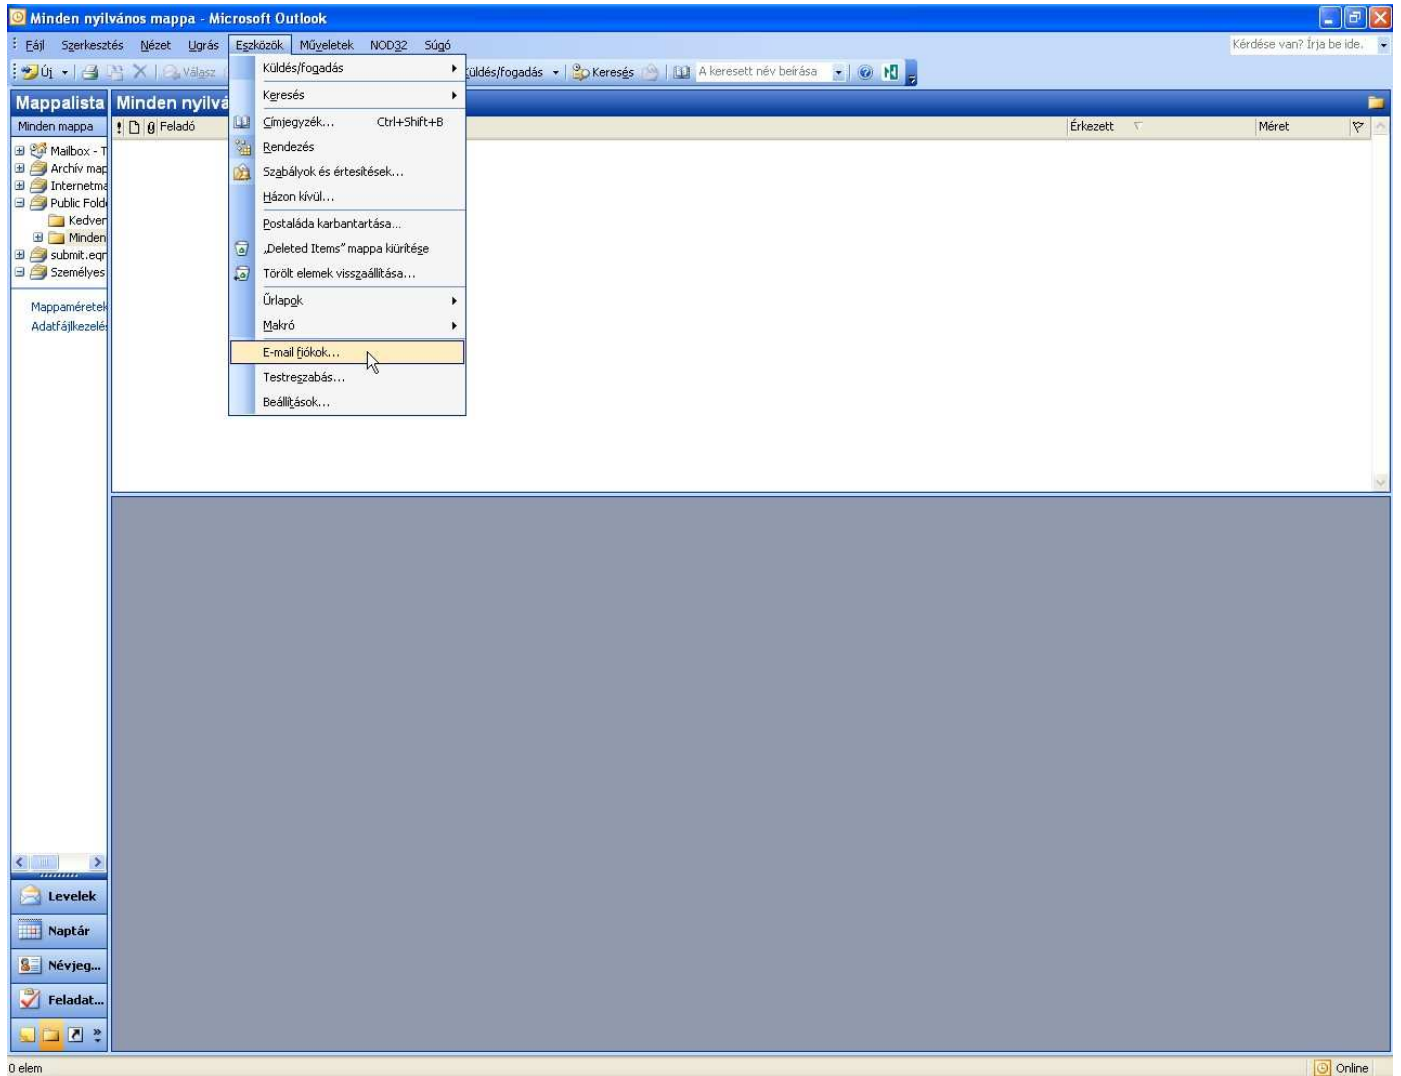 Minden nyilvános mappa - Microsoft Outlook
Fájl Szerkesztés Nézet Ugrás Eszközök Műveletek NOD32 Súgó Kérdése van? Írja be ide.
Új Válasz Küldés/fogadás Keresés A keresett név beírása
Mappalista Minden nyilvá
Minden mappa Feladó Érkezett Méret
Mailbox - T
Archív map
Internetma
Public Fold
Kedven
Minden
submit.eqr
Személyes
Mappaméretek
Adatfájlkezelés
Küldés/fogadás
Keresés
Címjegyzék... Ctrl+Shift+B
Rendezés
Szabályok és értesítések...
Házon kívül...
Postaláda karbantartása...
„Deleted Items” mappa kiürítése
Törölt elemek visszaállítása...
Űrlapok
Makró
E-mail fiókok...
Testreszabás...
Beállítások...
Levelek
Naptár
Névjeg...
Feladat...
0 elem Online